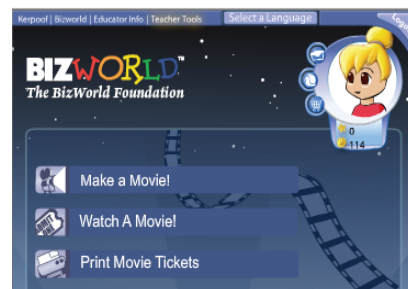 Kerpoof | Bizworld | Educator Info | Teacher Tools
Select a Language
Logo
BIZWORLD™
The BizWorld Foundation
0
114
Make a Movie!
Watch A Movie!
Print Movie Tickets